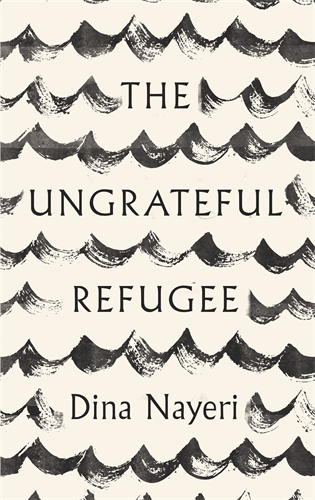 THE
UNGRATEFUL
REFUGEE
Dina Nayeri